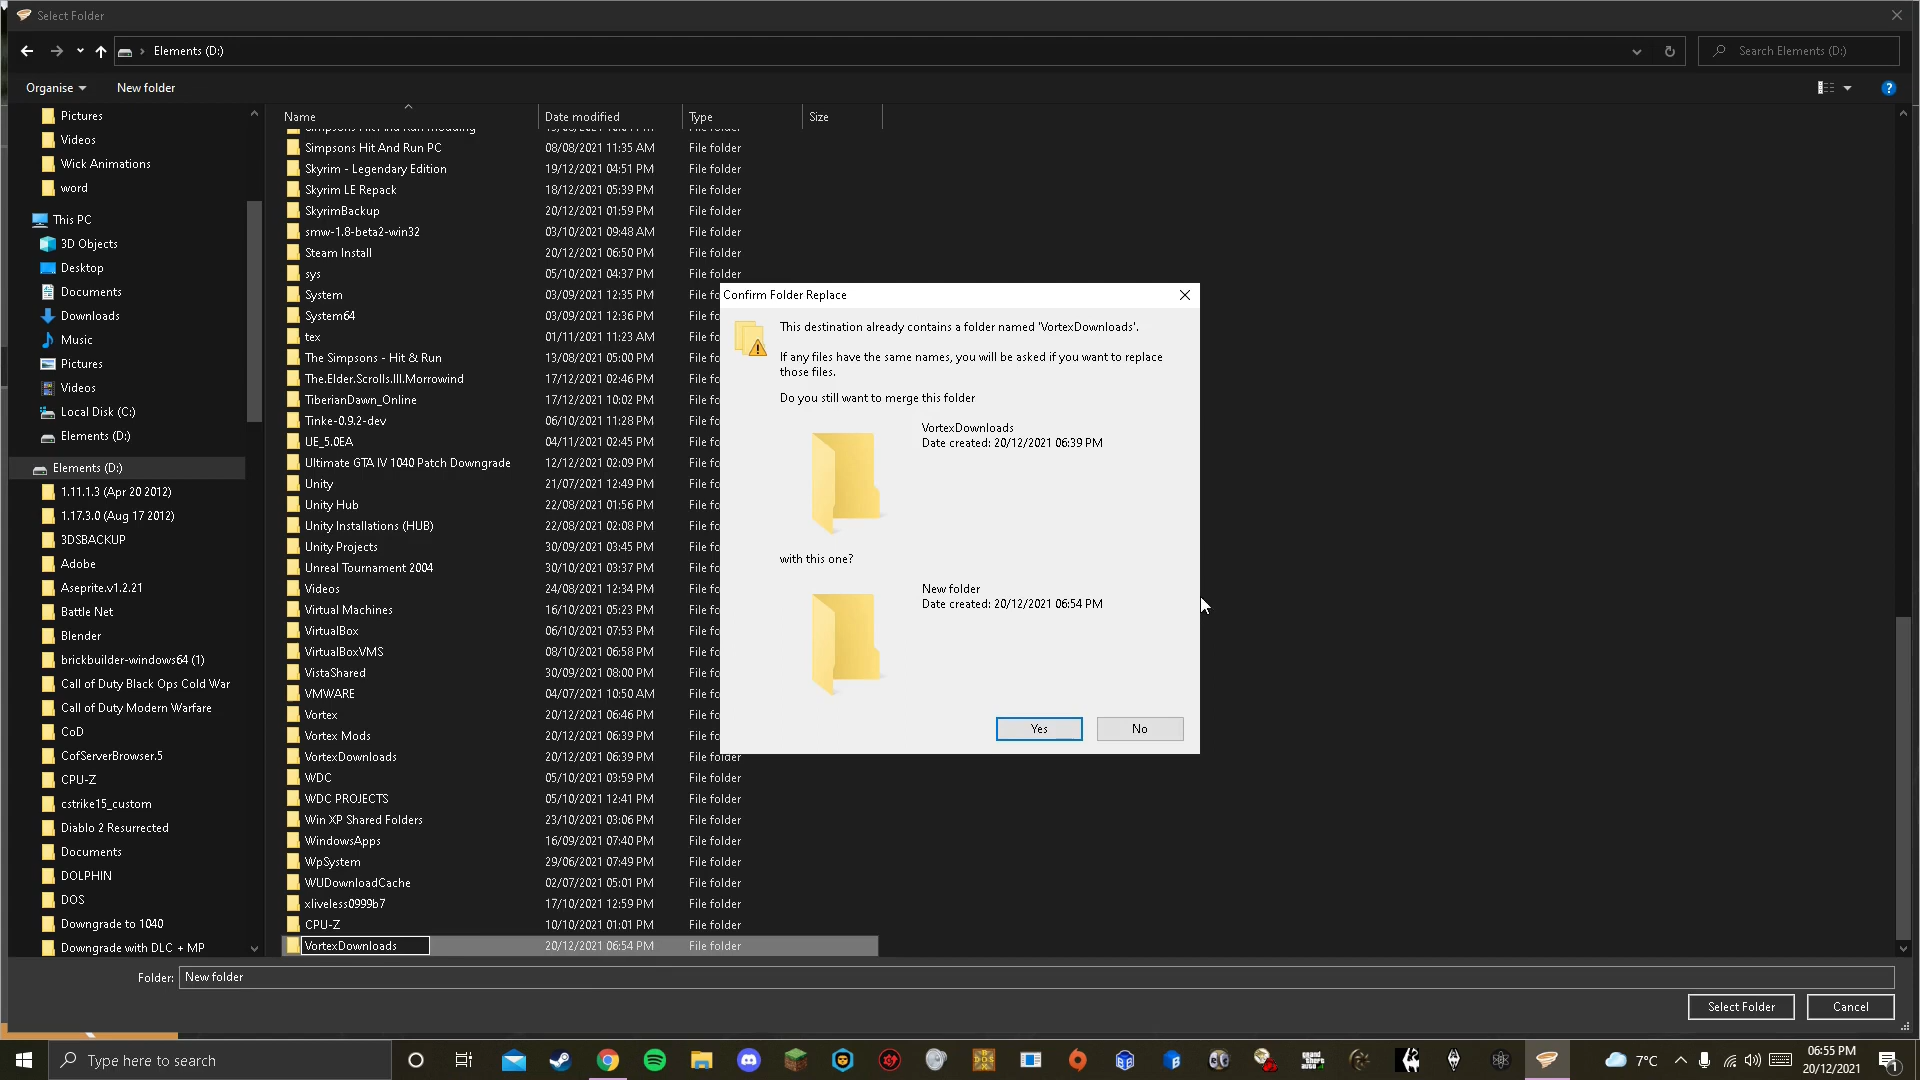 Select Folder
Elements (D:)
Search Elements (D:)
Organise
New folder
Pictures
Videos
Wick Animations
word
This PC
3D Objects
Desktop
Documents
Downloads
Music
Pictures
Videos
Local Disk (C:)
Elements (D:)
Elements (D:)
1.11.1.3 (Apr 20 2012)
1.17.3.0 (Aug 17 2012)
3DSBACKUP
Adobe
Aseprite.v1.2.21
Battle Net
Blender
brickbuilder-windows64 (1)
Call of Duty Black Ops Cold War
Call of Duty Modern Warfare
CoD
CofServerBrowser.5
CPU-Z
cstrike15_custom
Diablo 2 Resurrected
Documents
DOLPHIN
DOS
Downgrade to 1040
Downgrade with DLC + MP
Name Date modified Type Size
Simpsons Hit And Run PC 08/08/2021 11:35 AM File folder
Skyrim - Legendary Edition 19/12/2021 04:51 PM File folder
Skyrim LE Repack 18/12/2021 05:39 PM File folder
SkyrimBackup 20/12/2021 01:59 PM File folder
smw-1.8-beta2-win32 03/10/2021 09:48 AM File folder
Steam Install 20/12/2021 06:50 PM File folder
sys 05/10/2021 04:37 PM File folder
System 03/09/2021 12:35 PM File fo
System64 03/09/2021 12:36 PM File fo
tex 01/11/2021 11:23 AM File fo
The Simpsons - Hit & Run 13/08/2021 05:00 PM File fo
The.Elder.Scrolls.III.Morrowind 17/12/2021 02:46 PM File fo
TiberianDawn_Online 17/12/2021 10:02 PM File fo
Tinke-0.9.2-dev 06/10/2021 11:28 PM File fo
UE_5.0EA 04/11/2021 02:45 PM File fo
Ultimate GTA IV 1040 Patch Downgrade 12/12/2021 02:09 PM File fo
Unity 21/07/2021 12:49 PM File fo
Unity Hub 22/08/2021 01:56 PM File fo
Unity Installations (HUB) 22/08/2021 02:08 PM File fo
Unity Projects 30/09/2021 03:45 PM File fo
Unreal Tournament 2004 30/10/2021 03:37 PM File fo
Videos 24/08/2021 12:34 PM File fo
Virtual Machines 16/10/2021 05:23 PM File fo
VirtualBox 06/10/2021 07:53 PM File fo
VirtualBoxVMS 08/10/2021 06:58 PM File fo
VistaShared 30/09/2021 08:00 PM File fo
VMWARE 04/07/2021 10:50 AM File fo
Vortex 20/12/2021 06:46 PM File fo
Vortex Mods 20/12/2021 06:39 PM File fo
VortexDownloads 20/12/2021 06:39 PM File folder
WDC 05/10/2021 03:59 PM File folder
WDC PROJECTS 05/10/2021 12:41 PM File folder
Win XP Shared Folders 23/10/2021 03:06 PM File folder
WindowsApps 16/09/2021 07:40 PM File folder
WpSystem 29/06/2021 07:49 PM File folder
WUDownloadCache 02/07/2021 05:01 PM File folder
xliveless0999b7 17/10/2021 12:59 PM File folder
CPU-Z 10/10/2021 01:01 PM File folder
VortexDownloads 20/12/2021 06:54 PM File folder
Confirm Folder Replace
This destination already contains a folder named 'VortexDownloads'.
If any files have the same names, you will be asked if you want to replace
those files.
Do you still want to merge this folder
VortexDownloads
Date created: 20/12/2021 06:39 PM
with this one?
New folder
Date created: 20/12/2021 06:54 PM
Yes No
Folder: New folder
Select Folder Cancel
Type here to search
7°C
06:55 PM
20/12/2021
1